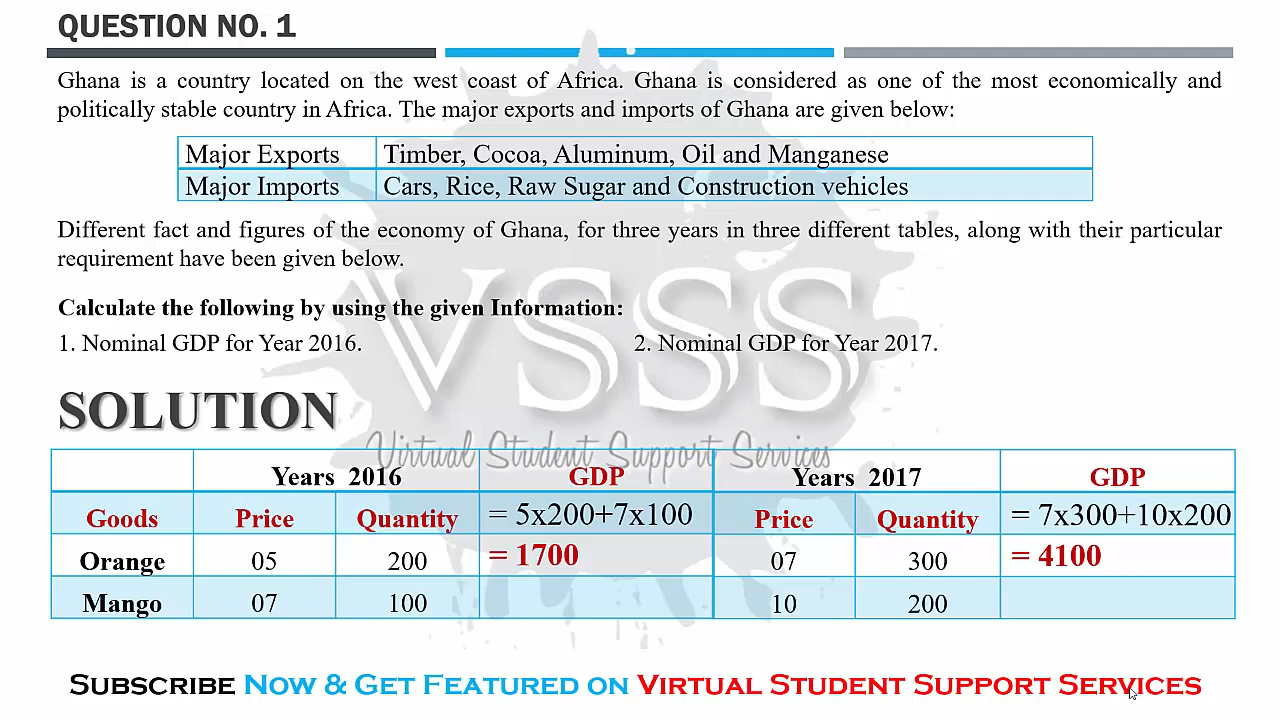 QUESTION NO. 1
Ghana is a country located on the west coast of Africa. Ghana is considered as one of the most economically and
politically stable country in Africa. The major exports and imports of Ghana are given below:
Major Exports Timber, Cocoa, Aluminum, Oil and Manganese
Major Imports Cars, Rice, Raw Sugar and Construction vehicles
Different fact and figures of the economy of Ghana, for three years in three different tables, along with their particular
requirement have been given below.
VSSS
Calculate the following by using the given Information:
1. Nominal GDP for Year 2016. 2. Nominal GDP for Year 2017.
SOLUTION
Virtual Student Support Services
Years 2016 GDP Years 2017 GDP
Goods Price Quantity = 5x200+7x100 Price Quantity = 7x300+10x200
Orange 05 200 = 1700 07 300 = 4100
Mango 07 100 10 200
SUBSCRIBE NOW & GET FEATURED ON VIRTUAL STUDENT SUPPORT SERVICES